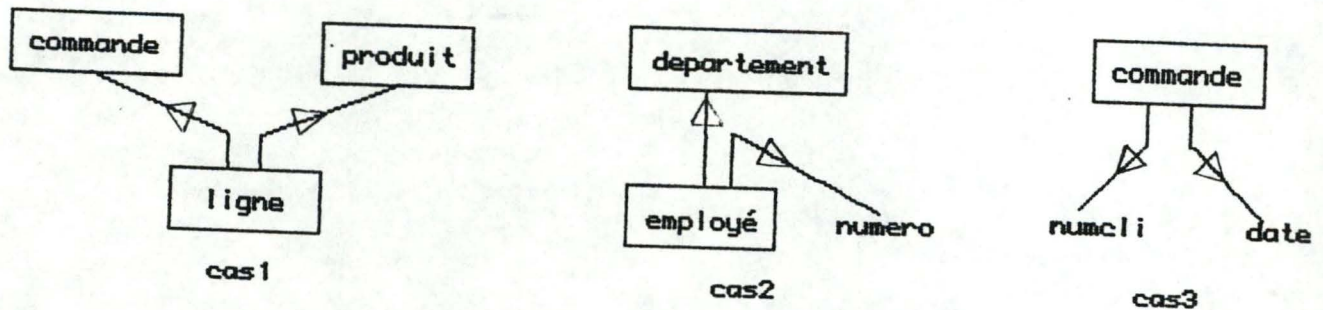 commande
produit
ligne
cas1
departement
employé
numero
cas2
commande
numcli
date
cas3